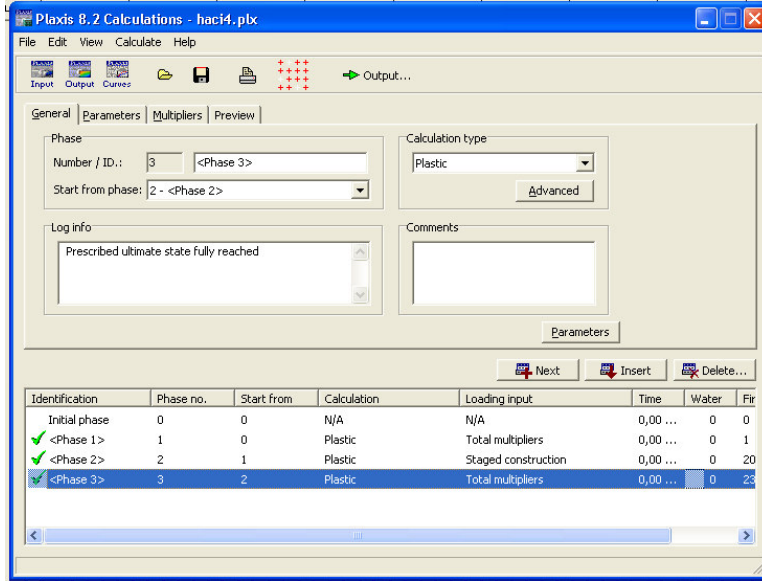 Plaxis 8.2 Calculations - haci4.plx
File Edit View Calculate Help
Input Output Curves Output...
General Parameters Multipliers Preview
Phase
Number / ID.: 3 <Phase 3>
Start from phase: 2 - <Phase 2>
Calculation type
Plastic
Advanced
Log info
Prescribed ultimate state fully reached
Comments
Parameters
Next Insert Delete...
Identification Phase no. Start from Calculation Loading input Time Water Fir
Initial phase 0 0 N/A N/A 0,00 ... 0 0
<Phase 1> 1 0 Plastic Total multipliers 0,00 ... 0 1
<Phase 2> 2 1 Plastic Staged construction 0,00 ... 0 20
<Phase 3> 3 2 Plastic Total multipliers 0,00 ... 0 23